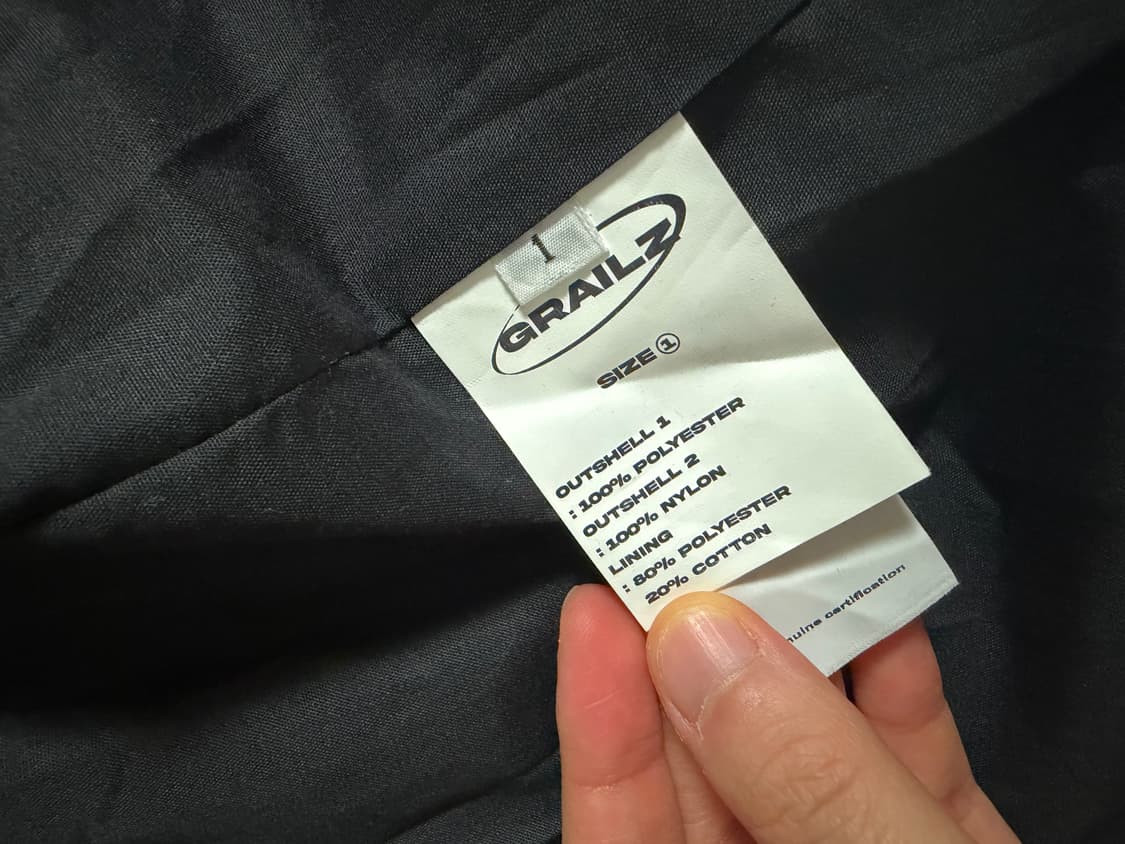 1
GRAILZ
SIZE ①
OUTSHELL 1
: 100% POLYESTER
OUTSHELL 2
: 100% NYLON
LINING
: 80% POLYESTER
20% COTTON
certification